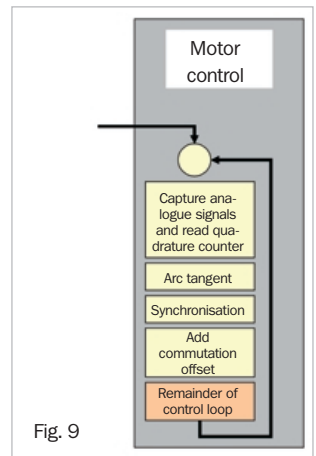 Motor
control
Capture ana-
logue signals
and read qua-
drature counter
Arc tangent
Synchronisation
Add
commutation
offset
Remainder of
control loop
Fig. 9